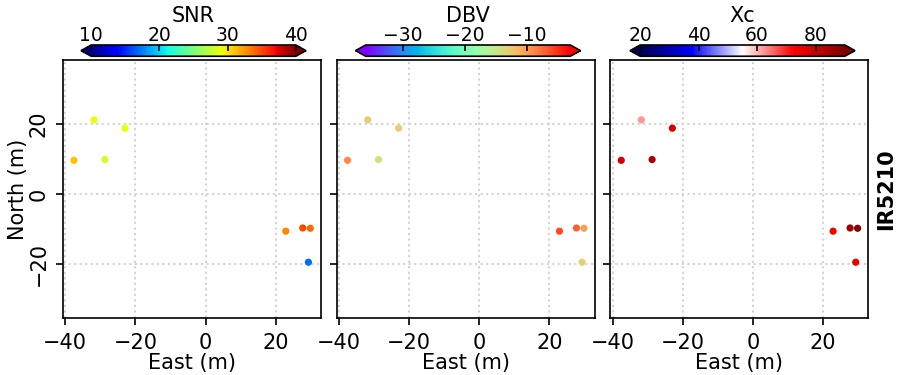 SNR DBV Xc
10 20 30 40 −30 −20 −10 20 40 60 80
North (m)
20
0
−20
−40 −20 0 20 −40 −20 0 20 −40 −20 0 20
East (m) East (m) East (m)
IR5210